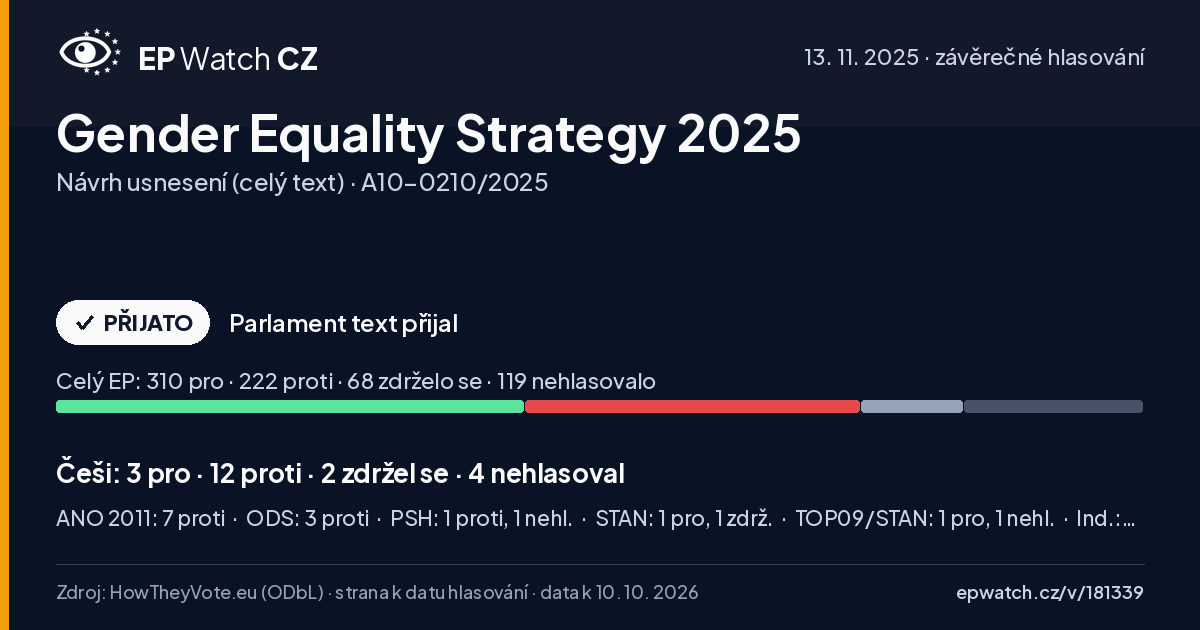 EP Watch CZ
13. 11. 2025 · závěrečné hlasování
Gender Equality Strategy 2025
Návrh usnesení (celý text) · A10-0210/2025
✓ PŘIJATO
Parlament text přijal
Celý EP: 310 pro · 222 proti · 68 zdrželo se · 119 nehlasovalo
Češi: 3 pro · 12 proti · 2 zdržel se · 4 nehlasoval
ANO 2011: 7 proti · ODS: 3 proti · PSH: 1 proti, 1 nehl. · STAN: 1 pro, 1 zdrž. · TOP09/STAN: 1 pro, 1 nehl. · Ind.:…
Zdroj: HowTheyVote.eu (ODbL) · strana k datu hlasování · data k 10. 10. 2026
epwatch.cz/v/181339